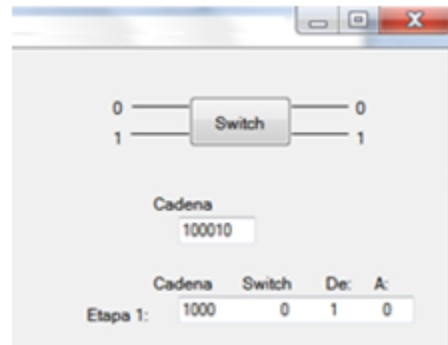 0 Switch 0
1 1
Cadena
100010
Cadena Switch De: A:
Etapa 1: 1000 0 1 0